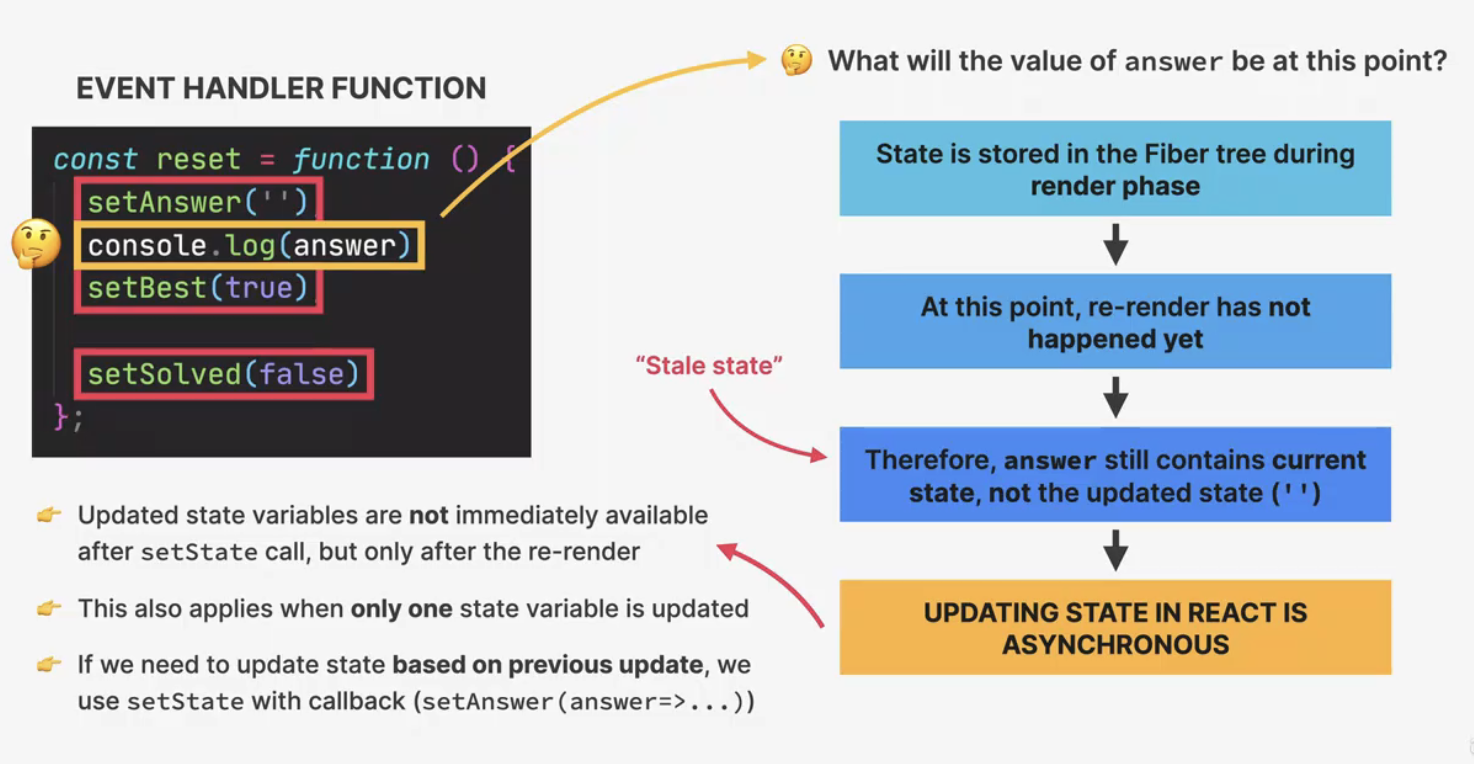 What will the value of answer be at this point?
EVENT HANDLER FUNCTION
const reset = function () {
setAnswer('')
console.log(answer)
setBest(true)
setSolved(false)
};
State is stored in the Fiber tree during
render phase
At this point, re-render has not
happened yet
“Stale state”
Therefore, answer still contains current
state, not the updated state ('')
UPDATING STATE IN REACT IS
ASYNCHRONOUS
Updated state variables are not immediately available
after setState call, but only after the re-render
This also applies when only one state variable is updated
If we need to update state based on previous update, we
use setState with callback (setAnswer(answer=>...))